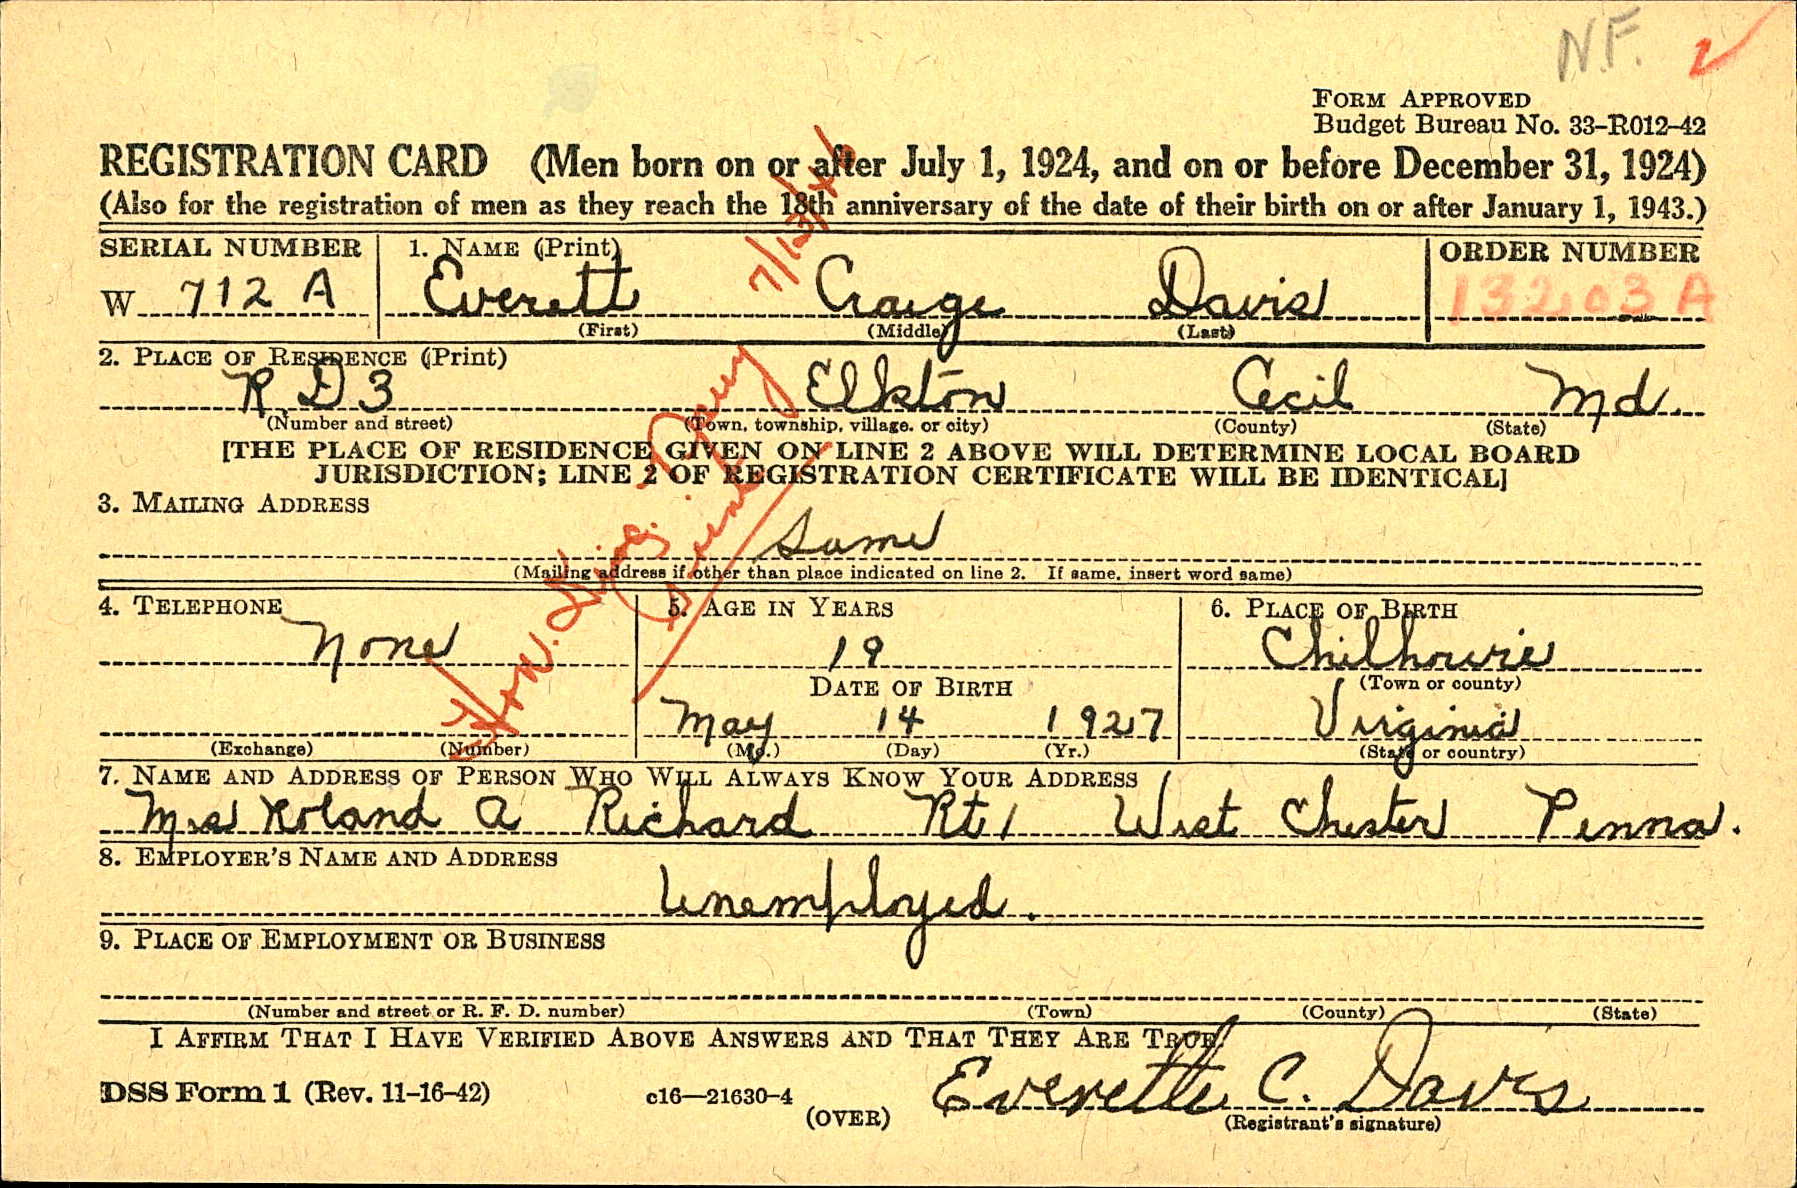 N.F.
FORM APPROVED
Budget Bureau No. 33-R012-42
REGISTRATION CARD (Men born on or after July 1, 1924, and on or before December 31, 1924)
(Also for the registration of men as they reach the 18th anniversary of the date of their birth on or after January 1, 1943.)
SERIAL NUMBER 1. NAME (Print) ORDER NUMBER
W 712 A Everett Craige Davis 13203 A
(First) (Middle) (Last)
2. PLACE OF RESIDENCE (Print)
R D 3 Elkton Cecil Md.
(Number and street) (Town, township, village, or city) (County) (State)
[THE PLACE OF RESIDENCE GIVEN ON LINE 2 ABOVE WILL DETERMINE LOCAL BOARD
JURISDICTION; LINE 2 OF REGISTRATION CERTIFICATE WILL BE IDENTICAL]
3. MAILING ADDRESS
Same
(Mailing address if other than place indicated on line 2. If same, insert word same)
4. TELEPHONE 5. AGE IN YEARS 6. PLACE OF BIRTH
None 19 Chilhowie
DATE OF BIRTH (Town or county)
May 14 1927 Virginia
(Exchange) (Number) (Mo.) (Day) (Yr.) (State or country)
7. NAME AND ADDRESS OF PERSON WHO WILL ALWAYS KNOW YOUR ADDRESS
Mrs Roland A Richard Rt 1 West Chester Penna.
8. EMPLOYER'S NAME AND ADDRESS
Unemployed.
9. PLACE OF EMPLOYMENT OR BUSINESS
(Number and street or R. F. D. number) (Town) (County) (State)
I AFFIRM THAT I HAVE VERIFIED ABOVE ANSWERS AND THAT THEY ARE TRUE.
DSS Form 1 (Rev. 11-16-42) c16—21630-4
(OVER)
Everette C. Davis
(Registrant's signature)
Hon. Disc. Navy